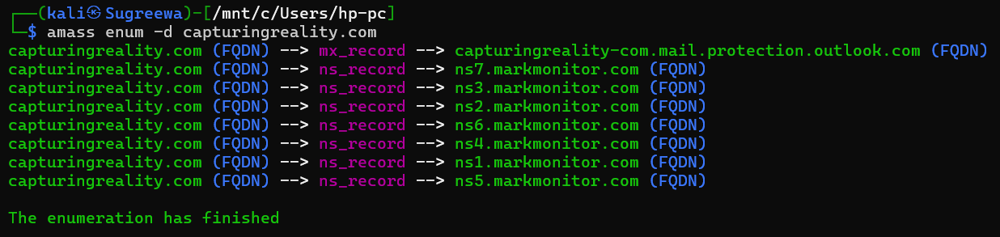 ┌──(kali㉿Sugreewa)-[/mnt/c/Users/hp-pc]
└─$ amass enum -d capturingreality.com
capturingreality.com (FQDN) --> mx_record --> capturingreality-com.mail.protection.outlook.com (FQDN)
capturingreality.com (FQDN) --> ns_record --> ns7.markmonitor.com (FQDN)
capturingreality.com (FQDN) --> ns_record --> ns3.markmonitor.com (FQDN)
capturingreality.com (FQDN) --> ns_record --> ns2.markmonitor.com (FQDN)
capturingreality.com (FQDN) --> ns_record --> ns6.markmonitor.com (FQDN)
capturingreality.com (FQDN) --> ns_record --> ns4.markmonitor.com (FQDN)
capturingreality.com (FQDN) --> ns_record --> ns1.markmonitor.com (FQDN)
capturingreality.com (FQDN) --> ns_record --> ns5.markmonitor.com (FQDN)
The enumeration has finished